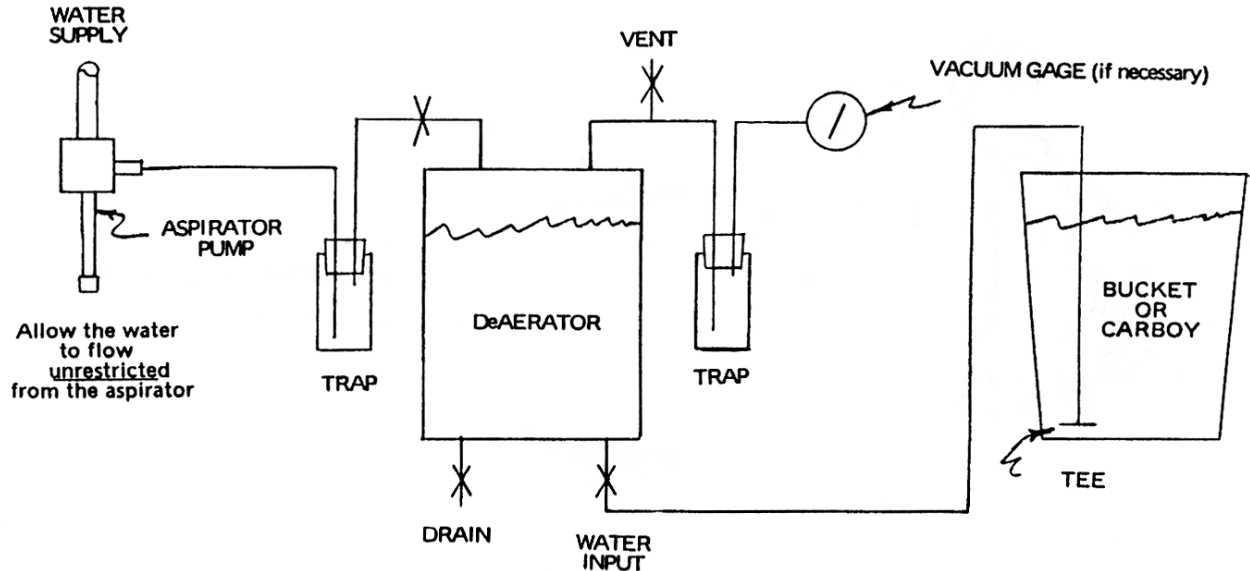 WATER
SUPPLY
VENT
VACUUM GAGE (if necessary)
ASPIRATOR
PUMP
Allow the water
to flow
unrestricted
from the aspirator
TRAP
DeAERATOR
TRAP
BUCKET
OR
CARBOY
TEE
DRAIN
WATER
INPUT